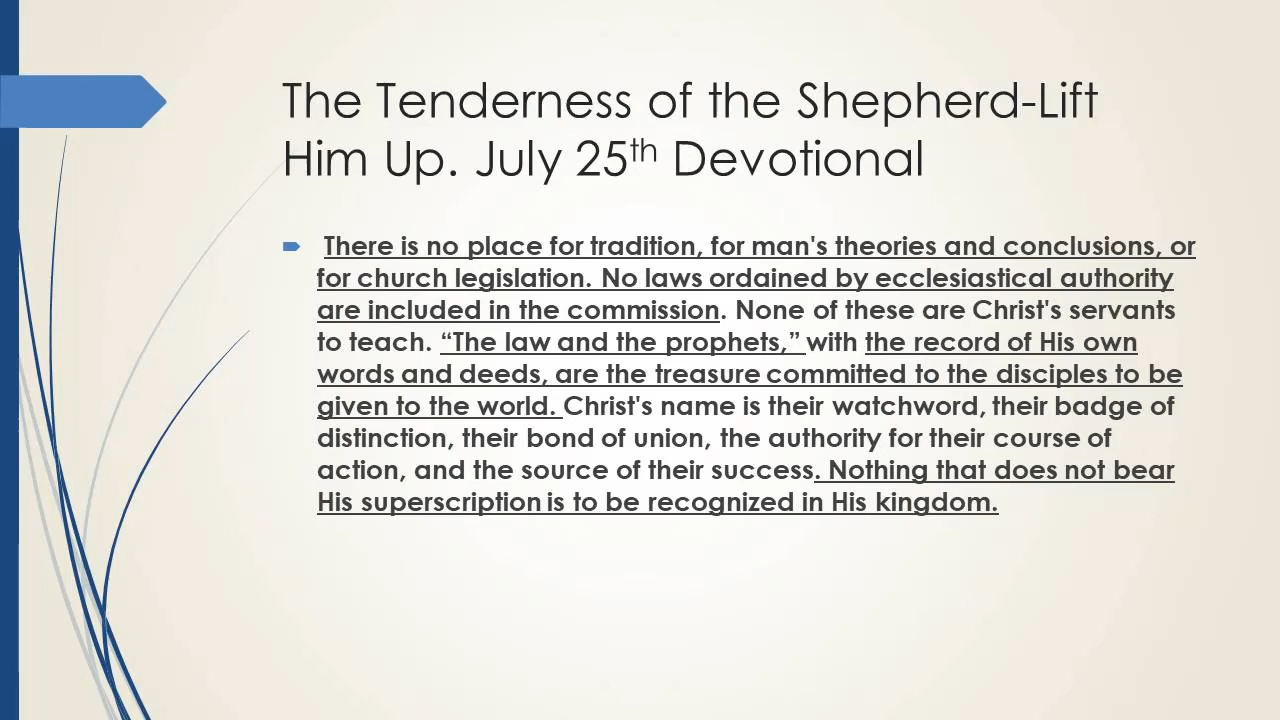 The Tenderness of the Shepherd-Lift
Him Up. July 25th Devotional
There is no place for tradition, for man's theories and conclusions, or
for church legislation. No laws ordained by ecclesiastical authority
are included in the commission. None of these are Christ's servants
to teach. “The law and the prophets,” with the record of His own
words and deeds, are the treasure committed to the disciples to be
given to the world. Christ's name is their watchword, their badge of
distinction, their bond of union, the authority for their course of
action, and the source of their success. Nothing that does not bear
His superscription is to be recognized in His kingdom.